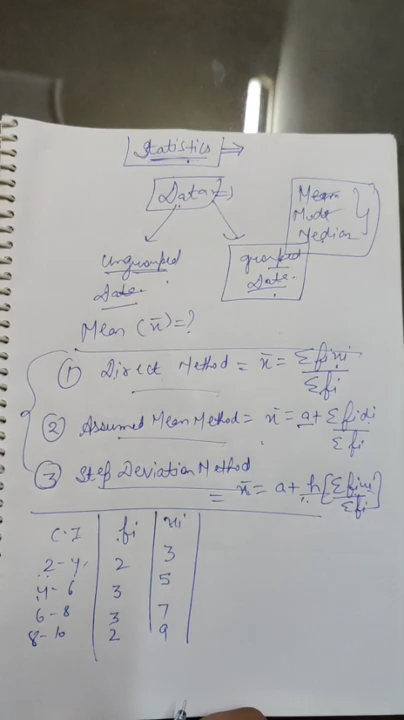 Statistics ⇒
Data ⇒
Mean
Mode
Median
ungrouped
Data.
grouped
Data.
Mean (x̄) = ?
① Direct Method = x̄ = Σfixi / Σfi
② Assumed Mean Method = x̄ = a + Σfidi / Σfi
③ Step Deviation Method
= x̄ = a + h[Σfiui / Σfi]
C.I fi xi
2-4 2 3
4-6 3 5
6-8 3 7
8-10 2 9